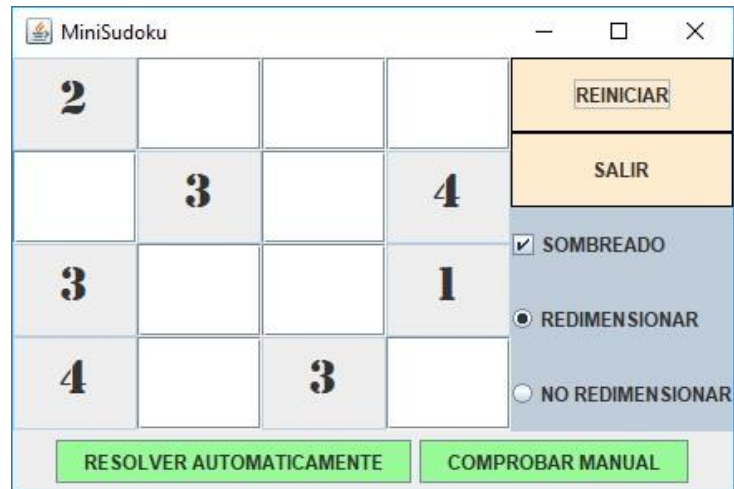 MiniSudoku
2
REINICIAR
3 4
SALIR
SOMBREADO
3 1
REDIMENSIONAR
4 3
NO REDIMENSIONAR
RESOLVER AUTOMATICAMENTE COMPROBAR MANUAL